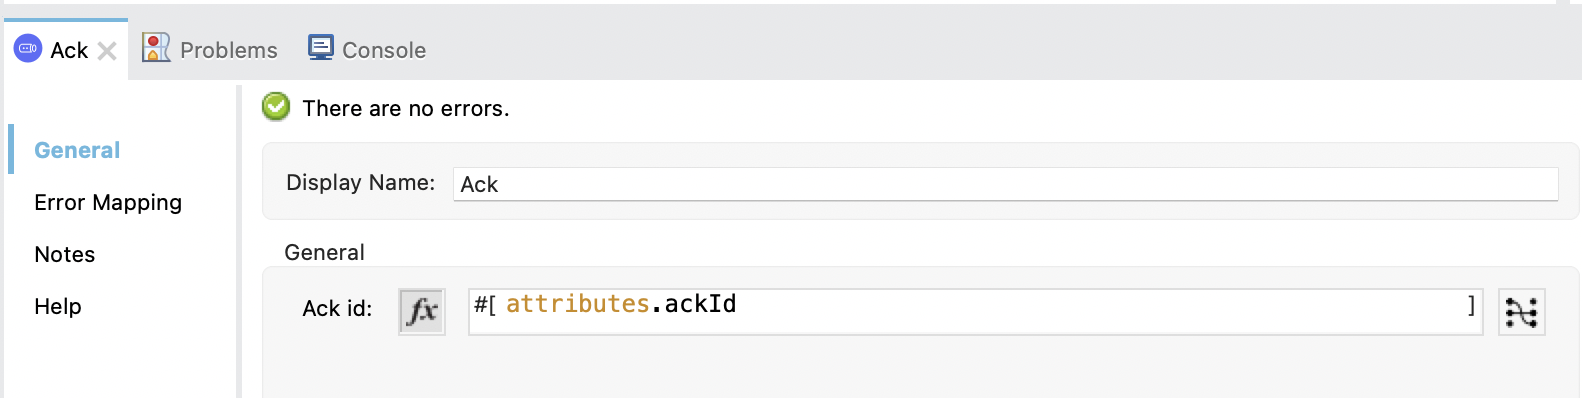 Ack Problems Console
There are no errors.
General
Error Mapping
Notes
Help
Display Name: Ack
General
Ack id: fx #[ attributes.ackId ]